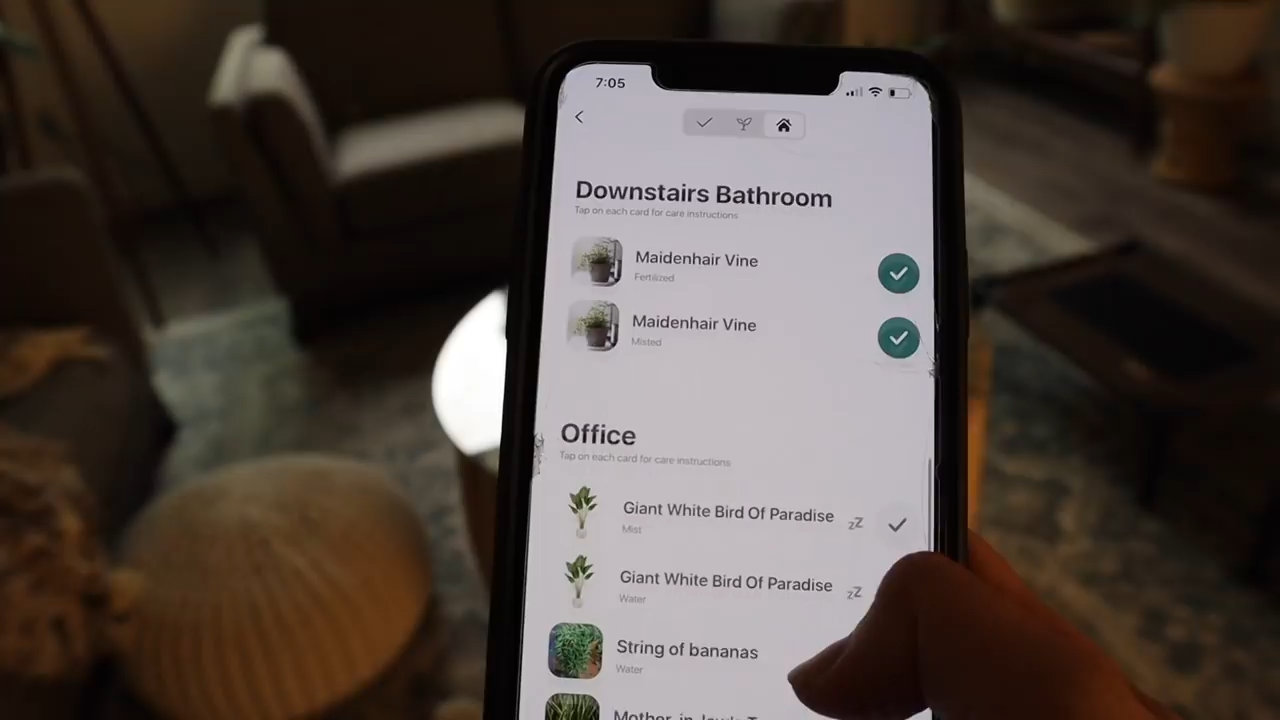 7:05
Downstairs Bathroom
Tap on each card for care instructions
Maidenhair Vine
Fertilized
Maidenhair Vine
Misted
Office
Tap on each card for care instructions
Giant White Bird Of Paradise
zZ
Mist
Giant White Bird Of Paradise
zZ
Water
String of bananas
Water